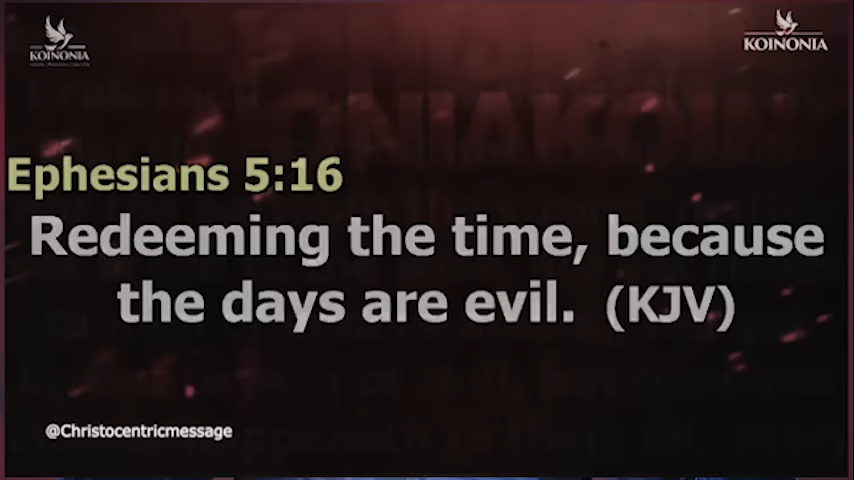 KOINONIA
KOINONIA
Ephesians 5:16
Redeeming the time, because
the days are evil. (KJV)
@Christocentricmessage